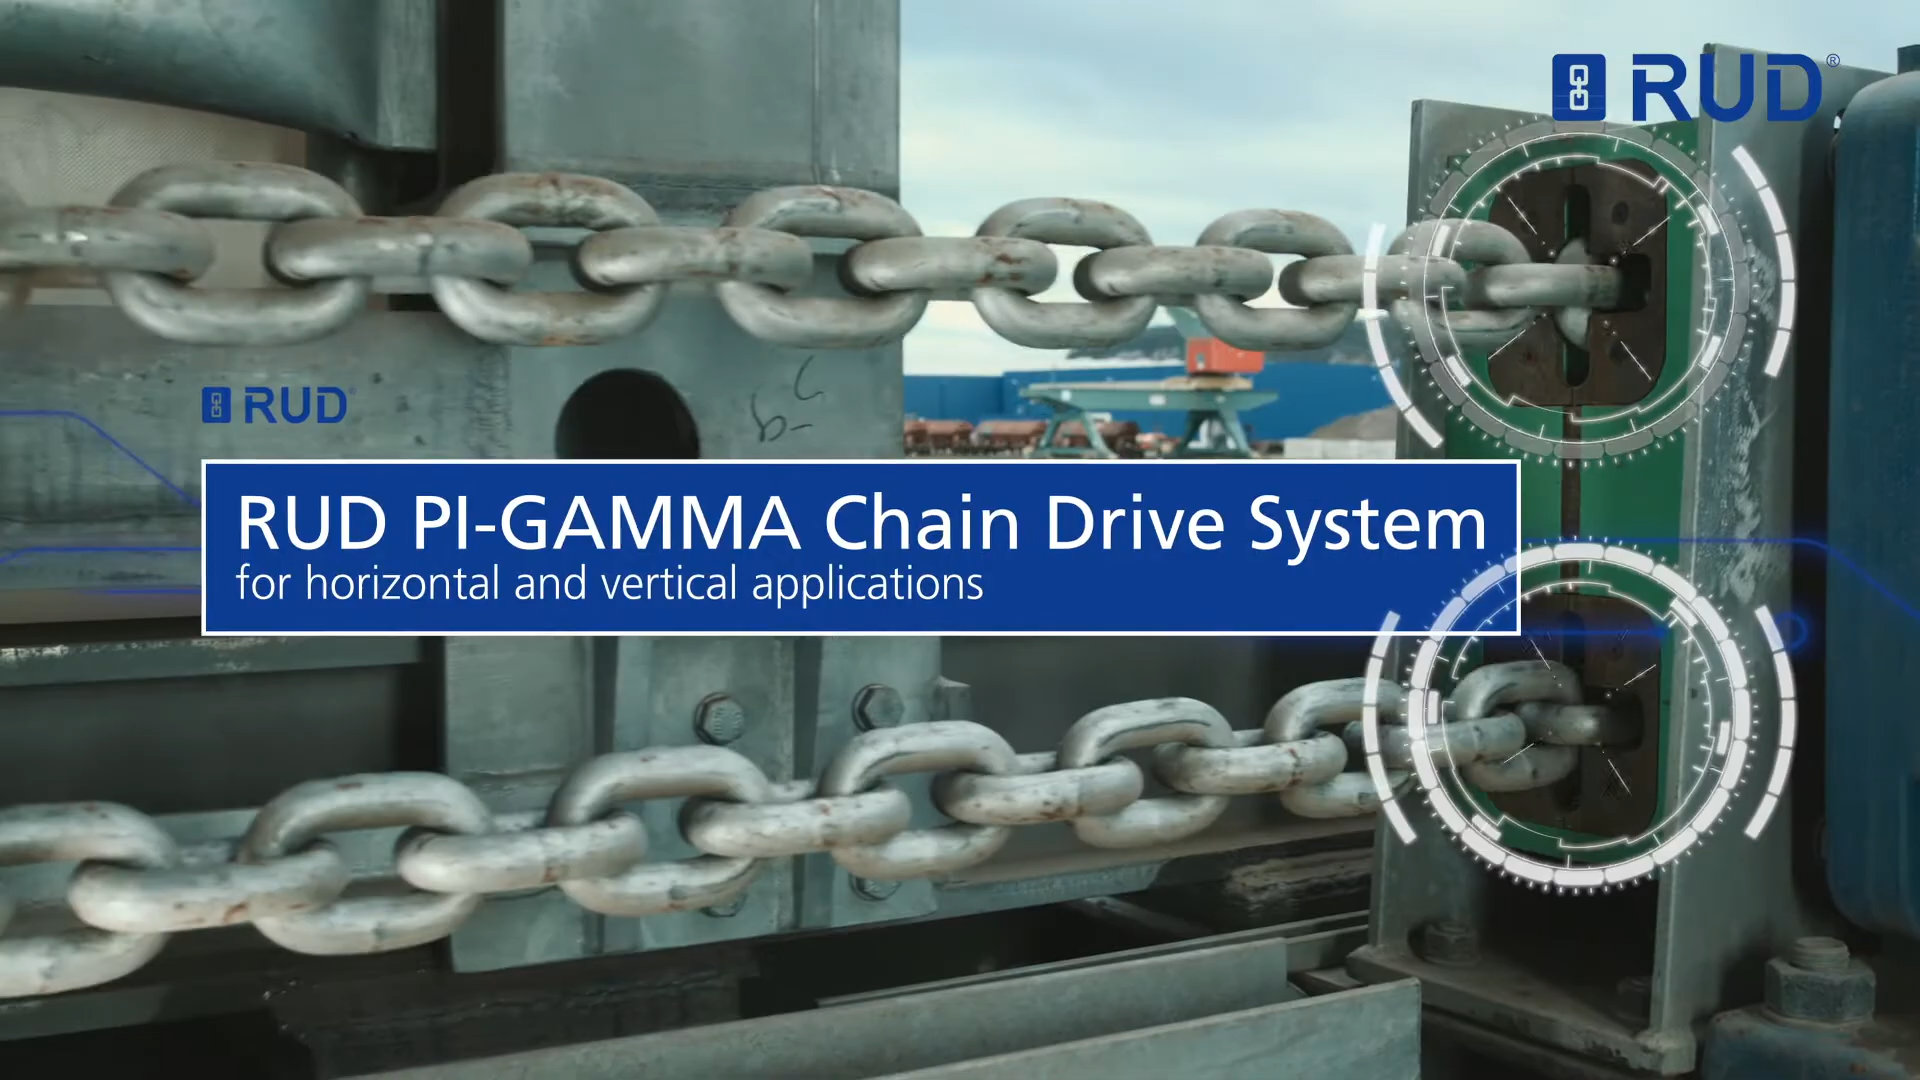 RUD®
RUD
RUD PI-GAMMA Chain Drive System
for horizontal and vertical applications